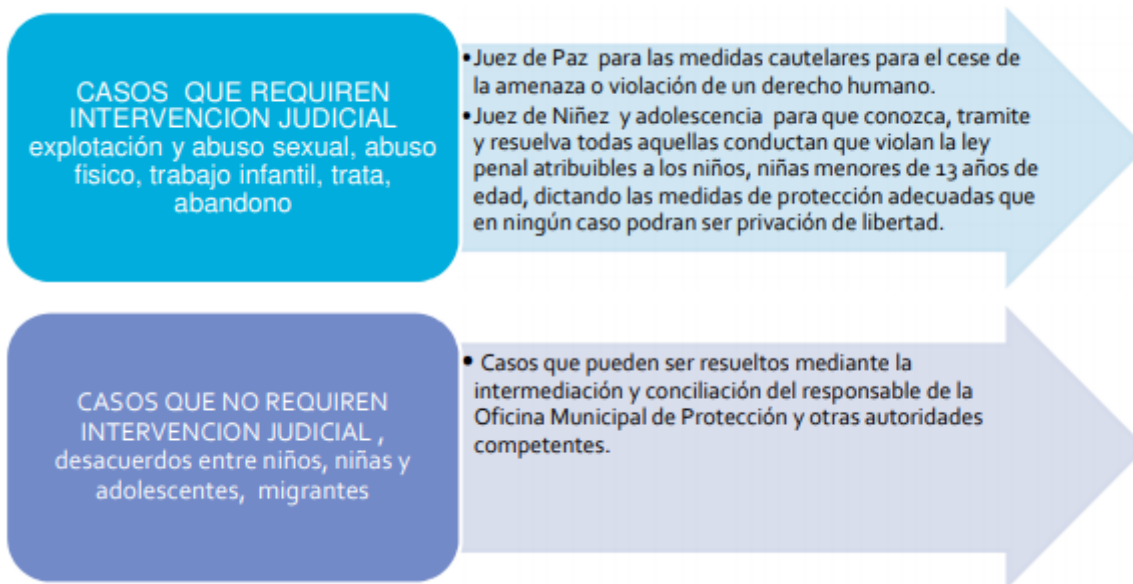 CASOS QUE REQUIREN
INTERVENCION JUDICIAL
explotación y abuso sexual, abuso
fisico, trabajo infantil, trata,
abandono
•Juez de Paz para las medidas cautelares para el cese de
la amenaza o violación de un derecho humano.
•Juez de Niñez y adolescencia para que conozca, tramite
y resuelva todas aquellas conductan que violan la ley
penal atribuibles a los niños, niñas menores de 13 años de
edad, dictando las medidas de protección adecuadas que
en ningún caso podran ser privación de libertad.
CASOS QUE NO REQUIREN
INTERVENCION JUDICIAL ,
desacuerdos entre niños, niñas y
adolescentes, migrantes
• Casos que pueden ser resueltos mediante la
intermediación y conciliación del responsable de la
Oficina Municipal de Protección y otras autoridades
competentes.